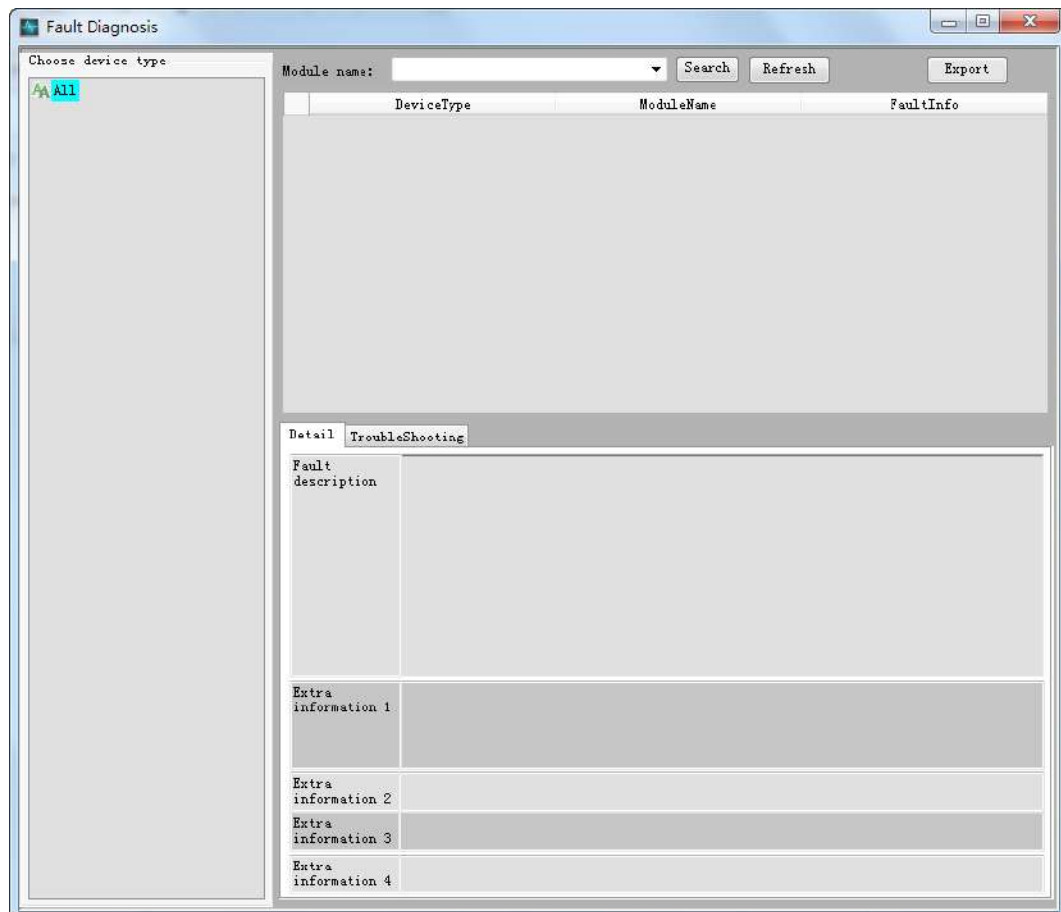 Fault Diagnosis
Choose device type
All
Module name:
Search
Refresh
Export
DeviceType
ModuleName
FaultInfo
Detail
TroubleShooting
Fault
description
Extra
information 1
Extra
information 2
Extra
information 3
Extra
information 4